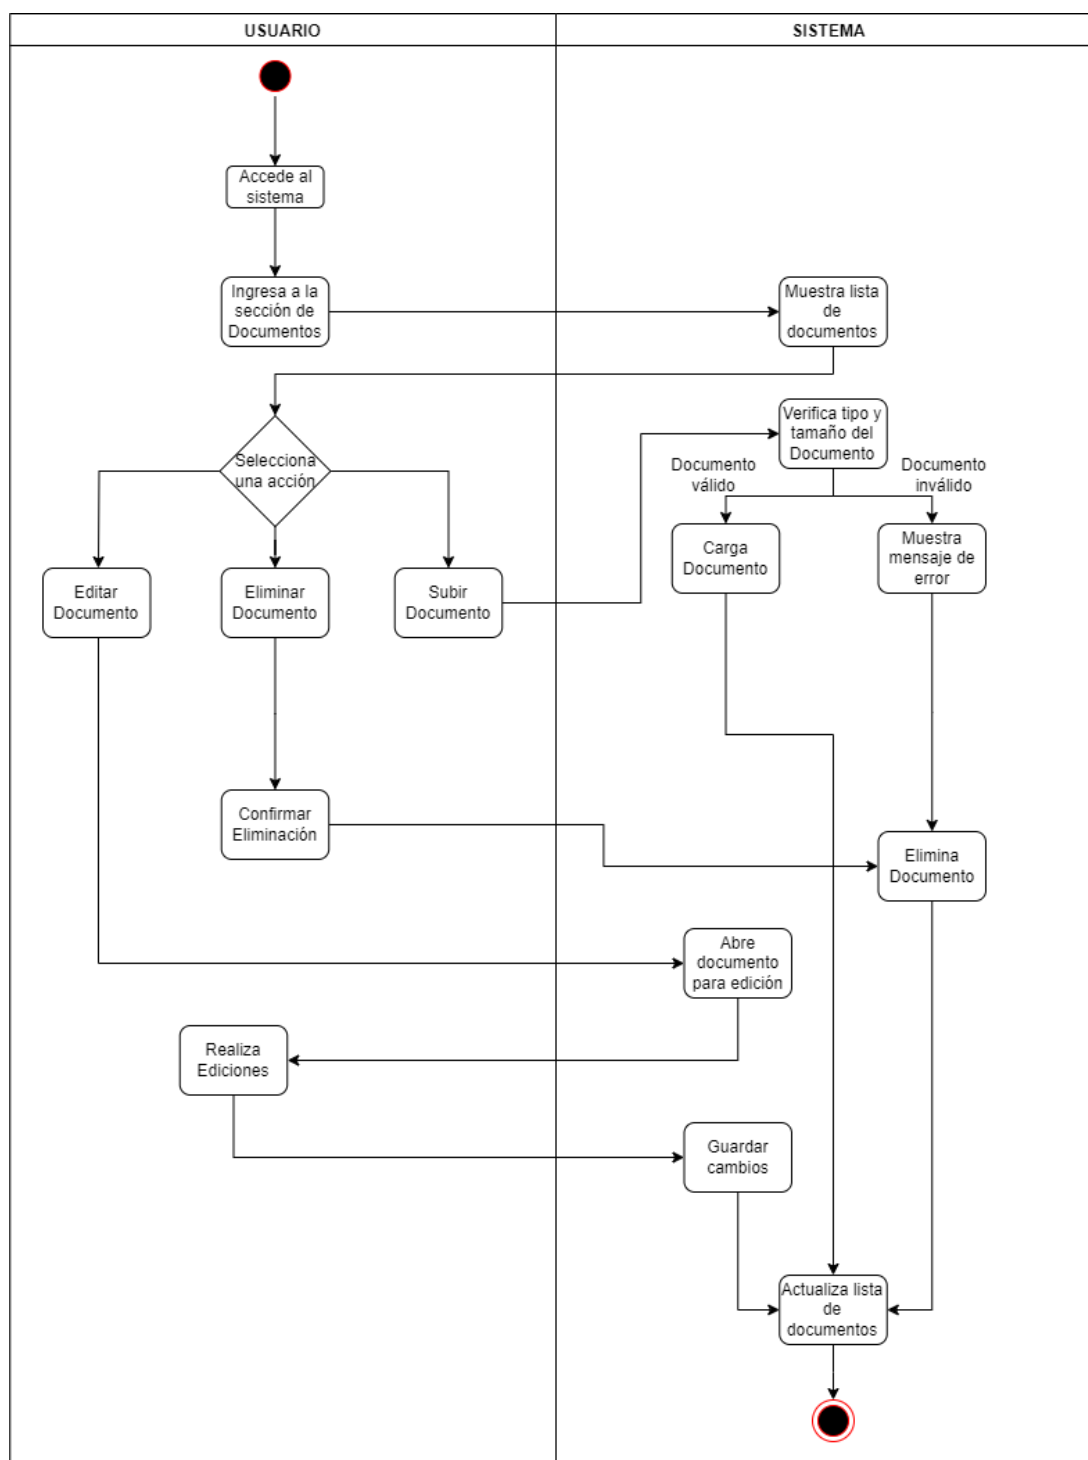 USUARIO
SISTEMA
Accede al
sistema
Ingresa a la
sección de
Documentos
Muestra lista
de
documentos
Selecciona
una acción
Verifica tipo y
tamaño del
Documento
Documento
válido
Documento
inválido
Carga
Documento
Muestra
mensaje de
error
Editar
Documento
Eliminar
Documento
Subir
Documento
Confirmar
Eliminación
Elimina
Documento
Abre
documento
para edición
Realiza
Ediciones
Guardar
cambios
Actualiza lista
de
documentos